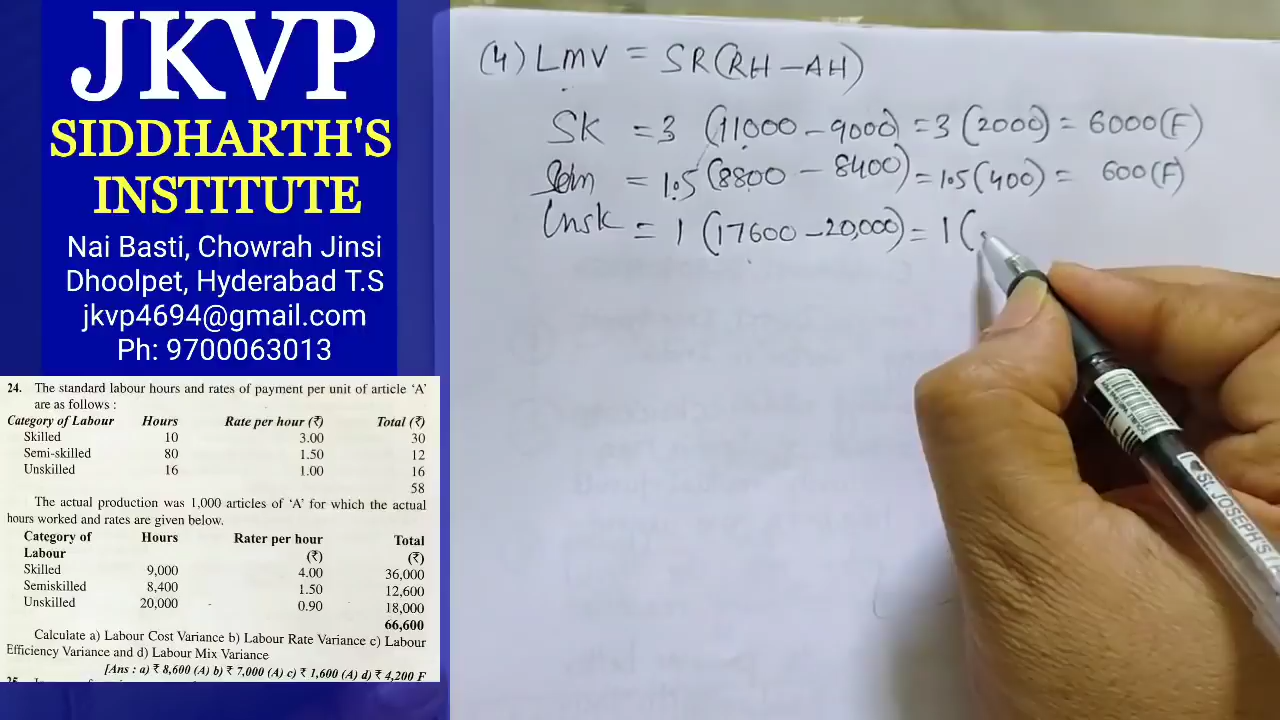 JKVP
SIDDHARTH'S
INSTITUTE
Nai Basti, Chowrah Jinsi
Dhoolpet, Hyderabad T.S
jkvp4694@gmail.com
Ph: 9700063013
24. The standard labour hours and rates of payment per unit of article 'A'
are as follows :
Category of Labour Hours Rate per hour (₹) Total (₹)
Skilled 10 3.00 30
Semi-skilled 80 1.50 12
Unskilled 16 1.00 16
58
The actual production was 1,000 articles of 'A' for which the actual
hours worked and rates are given below.
Category of Hours Rater per hour Total
Labour (₹) (₹)
Skilled 9,000 4.00 36,000
Semiskilled 8,400 1.50 12,600
Unskilled 20,000 0.90 18,000
66,600
Calculate a) Labour Cost Variance b) Labour Rate Variance c) Labour
Efficiency Variance and d) Labour Mix Variance
[Ans : a) ₹ 8,600 (A) b) ₹ 7,000 (A) c) ₹ 1,600 (A) d) ₹ 4,200 F
(4) LMV = SR(RH - AH)
SK = 3 (11000 - 9000) = 3 (2000) = 6000(F)
= 1.5 (8800 - 8400) = 1.5 (400) = 600(F)
Unsk = 1 (17600 - 20,000) = 1 (
I ♥ St. JOSEPH'S